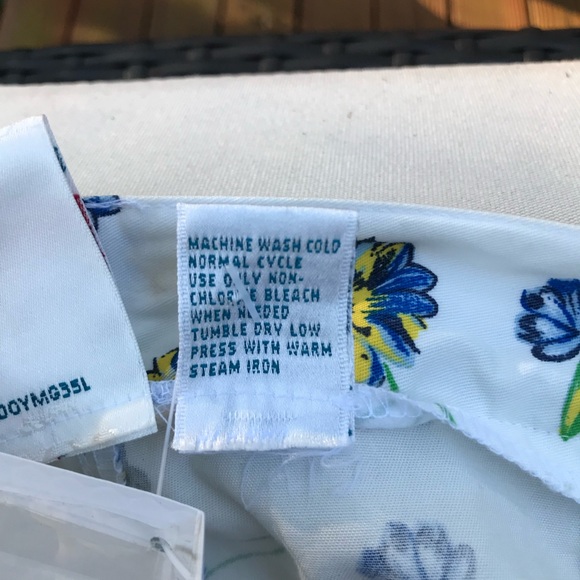 MACHINE WASH COLD
NORMAL CYCLE
USE ONLY NON-
CHLORINE BLEACH
WHEN NEEDED
TUMBLE DRY LOW
PRESS WITH WARM
STEAM IRON
00YMG35L